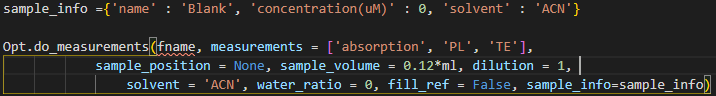 sample_info ={'name' : 'Blank', 'concentration(uM)' : 0, 'solvent' : 'ACN'}
Opt.do_measurements(fname, measurements = ['absorption', 'PL', 'TE'],
sample_position = None, sample_volume = 0.12*ml, dilution = 1,
solvent = 'ACN', water_ratio = 0, fill_ref = False, sample_info=sample_info)